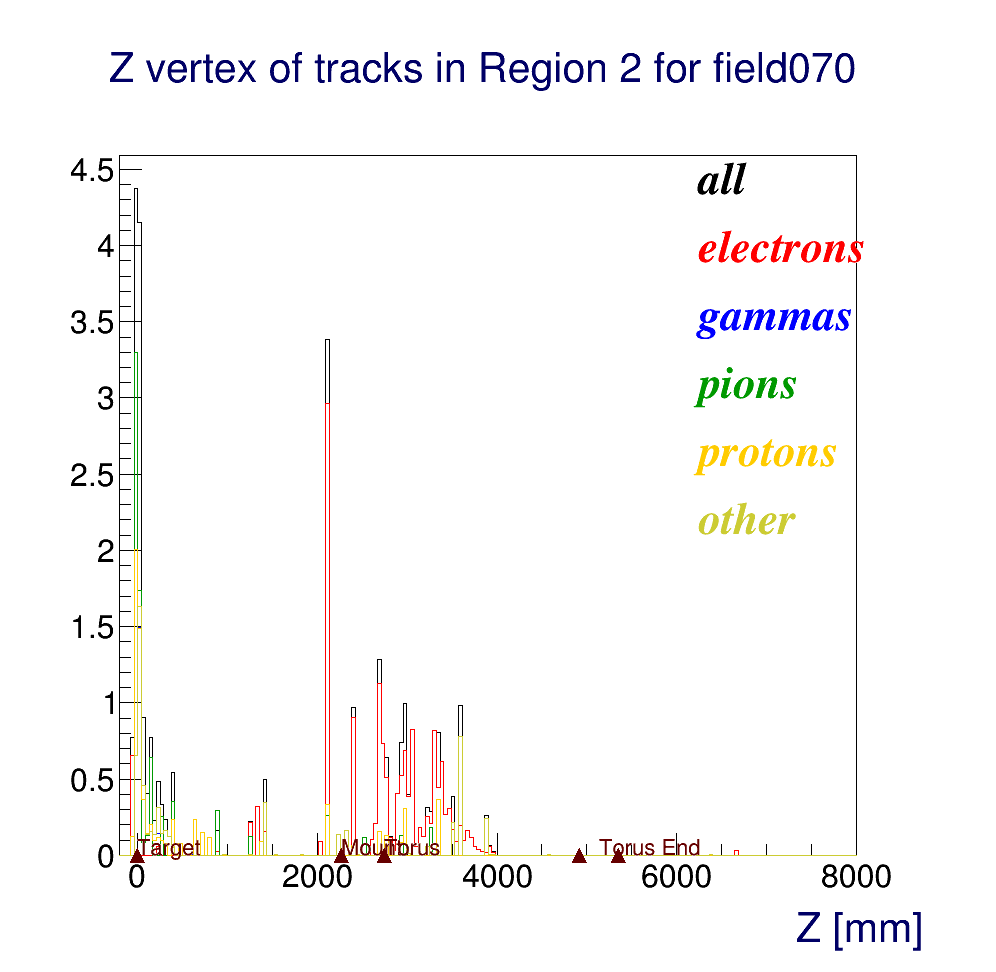 Z vertex of tracks in Region 2 for field070
4.5
4
3.5
3
2.5
2
1.5
1
0.5
0
all
electrons
gammas
pions
protons
other
Target
Mount
Torus
Torus End
0
2000
4000
6000
8000
Z [mm]